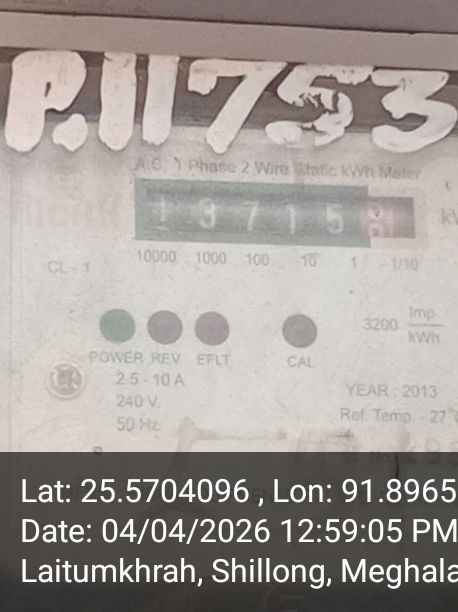 P.11753
A.C. 1 Phase 2 Wire Static kWh Meter
1 3 7 1 5
10000 1000 100 10 1 1/10
CL - 1
3200 Imp/kWh
POWER REV EFLT CAL
2.5 - 10 A
240 V.
50 Hz.
YEAR : 2013
Ref. Temp. - 27°
Lat: 25.5704096 , Lon: 91.8965
Date: 04/04/2026 12:59:05 PM
Laitumkhrah, Shillong, Meghala